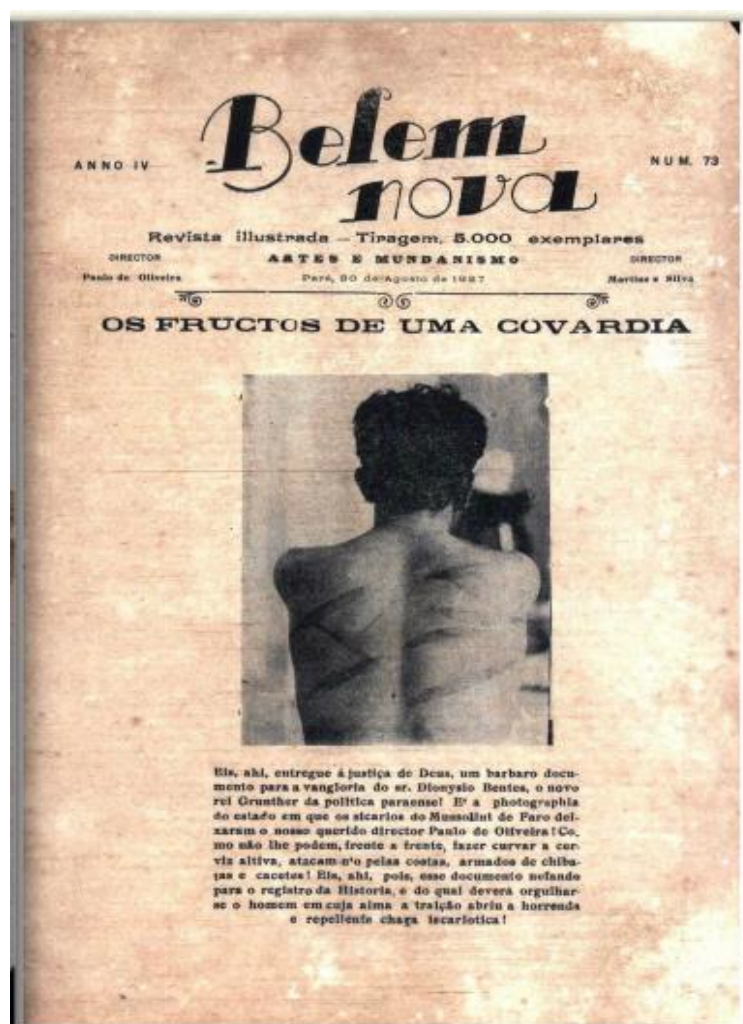 Belem
nova
ANNO IV
NUM. 73
Revista illustrada — Tiragem, 5.000 exemplares
DIRECTOR
ARTES E MUNDANISMO
DIRECTOR
Paulo de Oliveira
Pará, 30 de Agosto de 1927
Martins e Silva
OS FRUCTOS DE UMA COVARDIA
Eis, ahi, entregue á justiça de Deus, um barbaro docu-
mento para a vangloria do sr. Dionysio Bentes, o novo
rei Grunther da politica paraense! E' a photographia
do estado em que os sicarios do Mussolini de Faro dei-
xaram o nosso querido director Paulo de Oliveira! Co-
mo não lhe podem, frente a frente, fazer curvar a cer-
viz altiva, atacam-n'o pelas costas, armados de chiba-
tas e cacetes! Eis, ahi, pois, esse documento nefando
para o registro da Historia, e do qual deverá orgulhar-
se o homem em cuja alma a traição abriu a horrenda
e repellente chaga iscariotica!